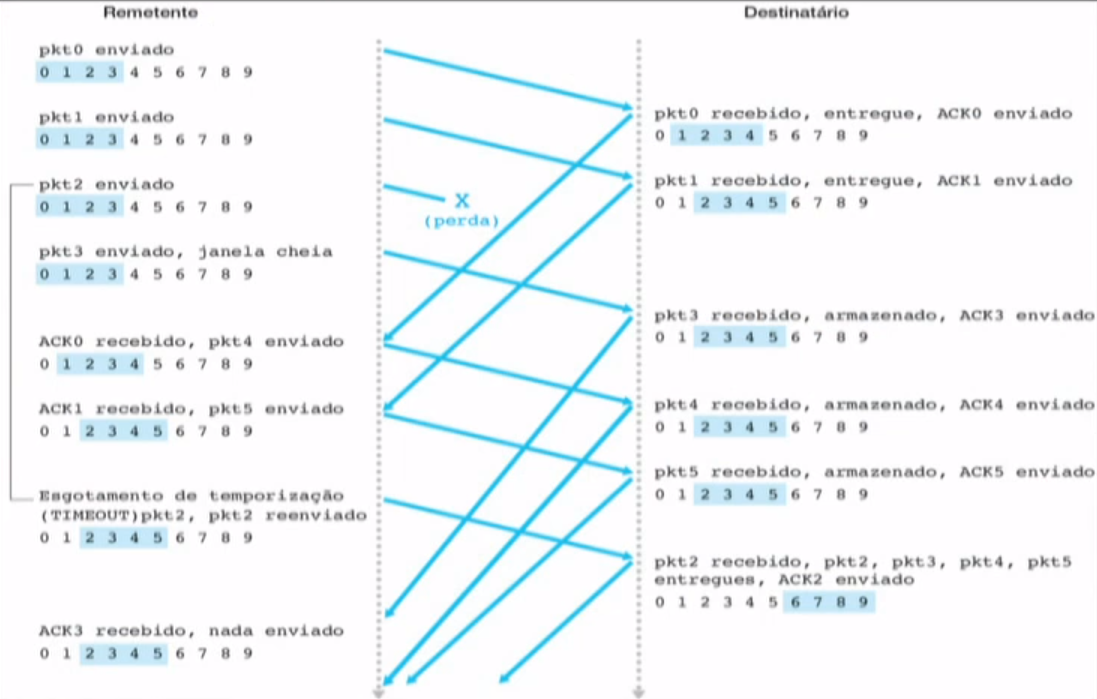 Remetente
pkt0 enviado
0 1 2 3 4 5 6 7 8 9
pkt1 enviado
0 1 2 3 4 5 6 7 8 9
pkt2 enviado
0 1 2 3 4 5 6 7 8 9
pkt3 enviado, janela cheia
0 1 2 3 4 5 6 7 8 9
ACK0 recebido, pkt4 enviado
0 1 2 3 4 5 6 7 8 9
ACK1 recebido, pkt5 enviado
0 1 2 3 4 5 6 7 8 9
Esgotamento de temporização
(TIMEOUT)pkt2, pkt2 reenviado
0 1 2 3 4 5 6 7 8 9
ACK3 recebido, nada enviado
0 1 2 3 4 5 6 7 8 9
X
(perda)
Destinatário
pkt0 recebido, entregue, ACK0 enviado
0 1 2 3 4 5 6 7 8 9
pkt1 recebido, entregue, ACK1 enviado
0 1 2 3 4 5 6 7 8 9
pkt3 recebido, armazenado, ACK3 enviado
0 1 2 3 4 5 6 7 8 9
pkt4 recebido, armazenado, ACK4 enviado
0 1 2 3 4 5 6 7 8 9
pkt5 recebido, armazenado, ACK5 enviado
0 1 2 3 4 5 6 7 8 9
pkt2 recebido, pkt2, pkt3, pkt4, pkt5
entregues, ACK2 enviado
0 1 2 3 4 5 6 7 8 9